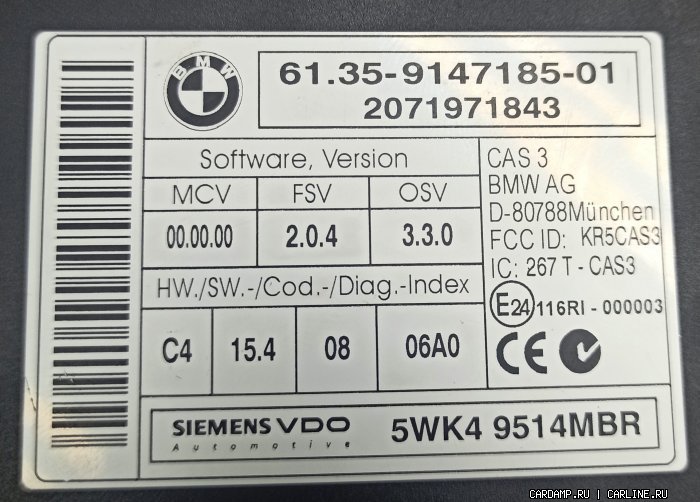 BMW
61.35-9147185-01
2071971843
Software, Version
MCV FSV OSV
00.00.00 2.0.4 3.3.0
HW./SW.-/Cod.-/Diag.-Index
C4 15.4 08 06A0
CAS 3
BMW AG
D-80788München
FCC ID: KR5CAS3
IC: 267 T - CAS3
E24 116RI - 000003
CE
SIEMENS VDO
Automotive
5WK4 9514MBR
CARDAMP.RU | CARLINE.RU